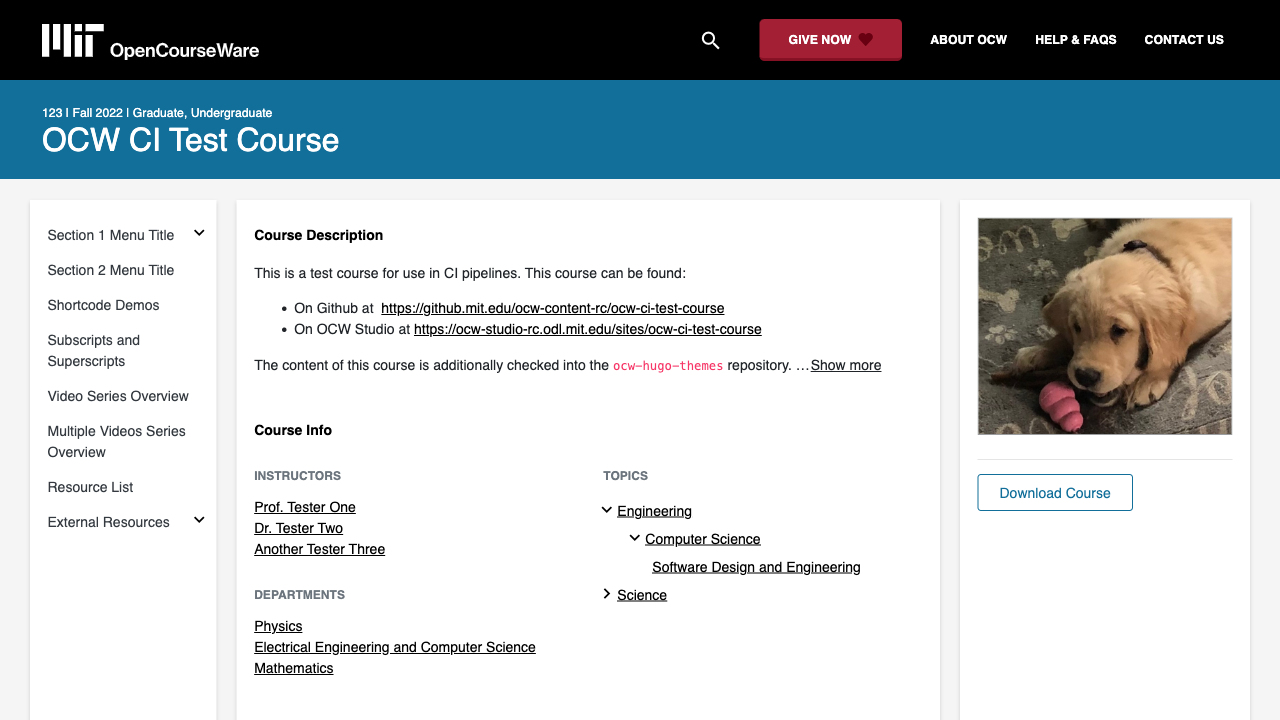 MIT OpenCourseWare
GIVE NOW
ABOUT OCW
HELP & FAQS
CONTACT US
123 | Fall 2022 | Graduate, Undergraduate
OCW CI Test Course
Section 1 Menu Title
Section 2 Menu Title
Shortcode Demos
Subscripts and
Superscripts
Video Series Overview
Multiple Videos Series
Overview
Resource List
External Resources
Course Description
This is a test course for use in CI pipelines. This course can be found:
• On Github at https://github.mit.edu/ocw-content-rc/ocw-ci-test-course
• On OCW Studio at https://ocw-studio-rc.odl.mit.edu/sites/ocw-ci-test-course
The content of this course is additionally checked into the ocw-hugo-themes repository. …Show more
Course Info
INSTRUCTORS
Prof. Tester One
Dr. Tester Two
Another Tester Three
DEPARTMENTS
Physics
Electrical Engineering and Computer Science
Mathematics
TOPICS
Engineering
Computer Science
Software Design and Engineering
Science
Download Course